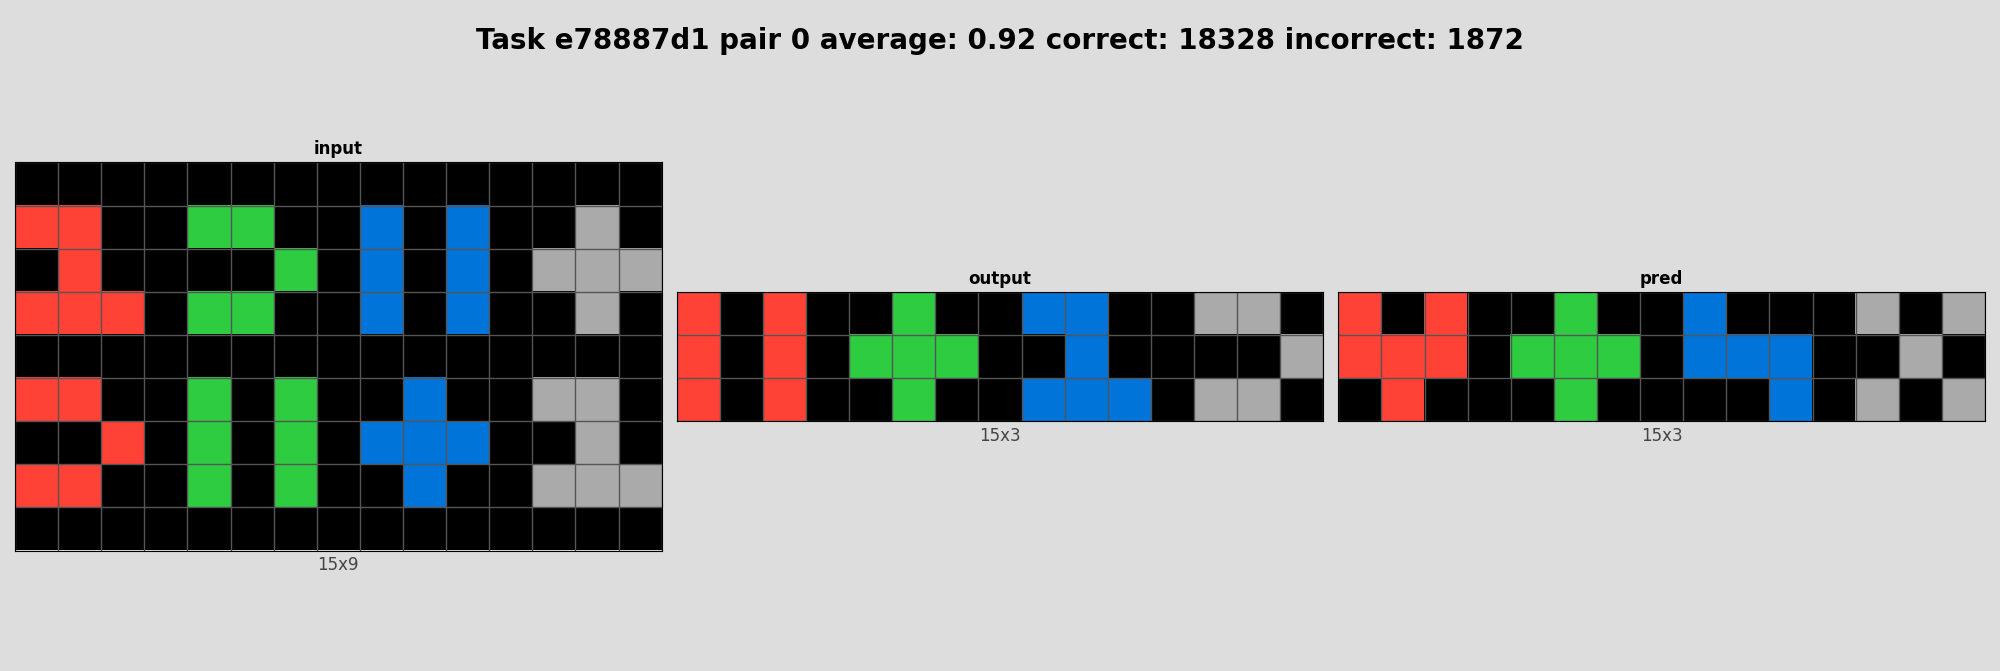 Task e78887d1 pair 0 average: 0.92 correct: 18328 incorrect: 1872
input
output
pred
15x3
15x3
15x9